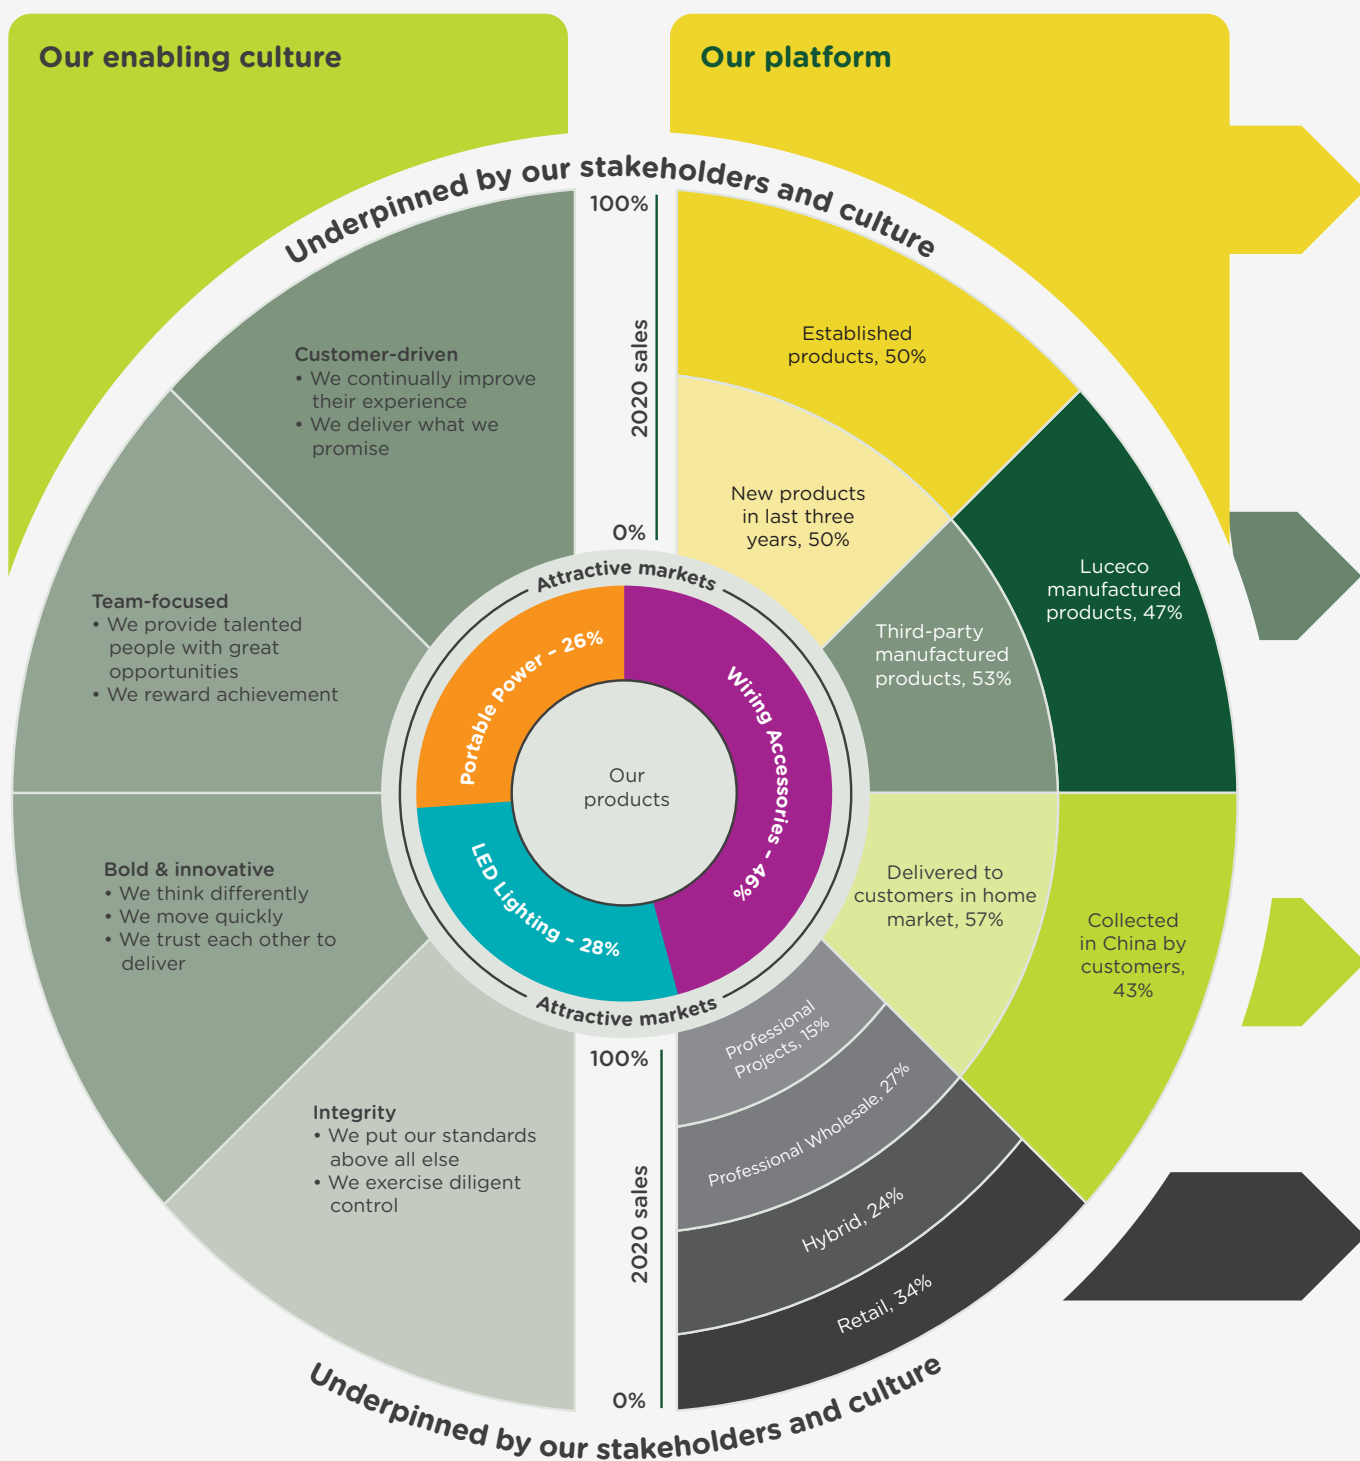 Our enabling culture
Our platform
Underpinned by our stakeholders and culture
100%
2020 sales
0%
Customer-driven
• We continually improve
their experience
• We deliver what we
promise
Established
products, 50%
New products
in last three
years, 50%
Team-focused
• We provide talented
people with great
opportunities
• We reward achievement
Luceco
manufactured
products, 47%
Third-party
manufactured
products, 53%
Attractive markets
Portable Power – 26%
Wiring Accessories – 46%
LED Lighting – 28%
Our
products
Attractive markets
Bold & innovative
• We think differently
• We move quickly
• We trust each other to
deliver
Delivered to
customers in home
market, 57%
Collected
in China by
customers,
43%
Integrity
• We put our standards
above all else
• We exercise diligent
control
100%
2020 sales
0%
Professional
Projects, 15%
Professional Wholesale, 27%
Hybrid, 24%
Retail, 34%
Underpinned by our stakeholders and culture